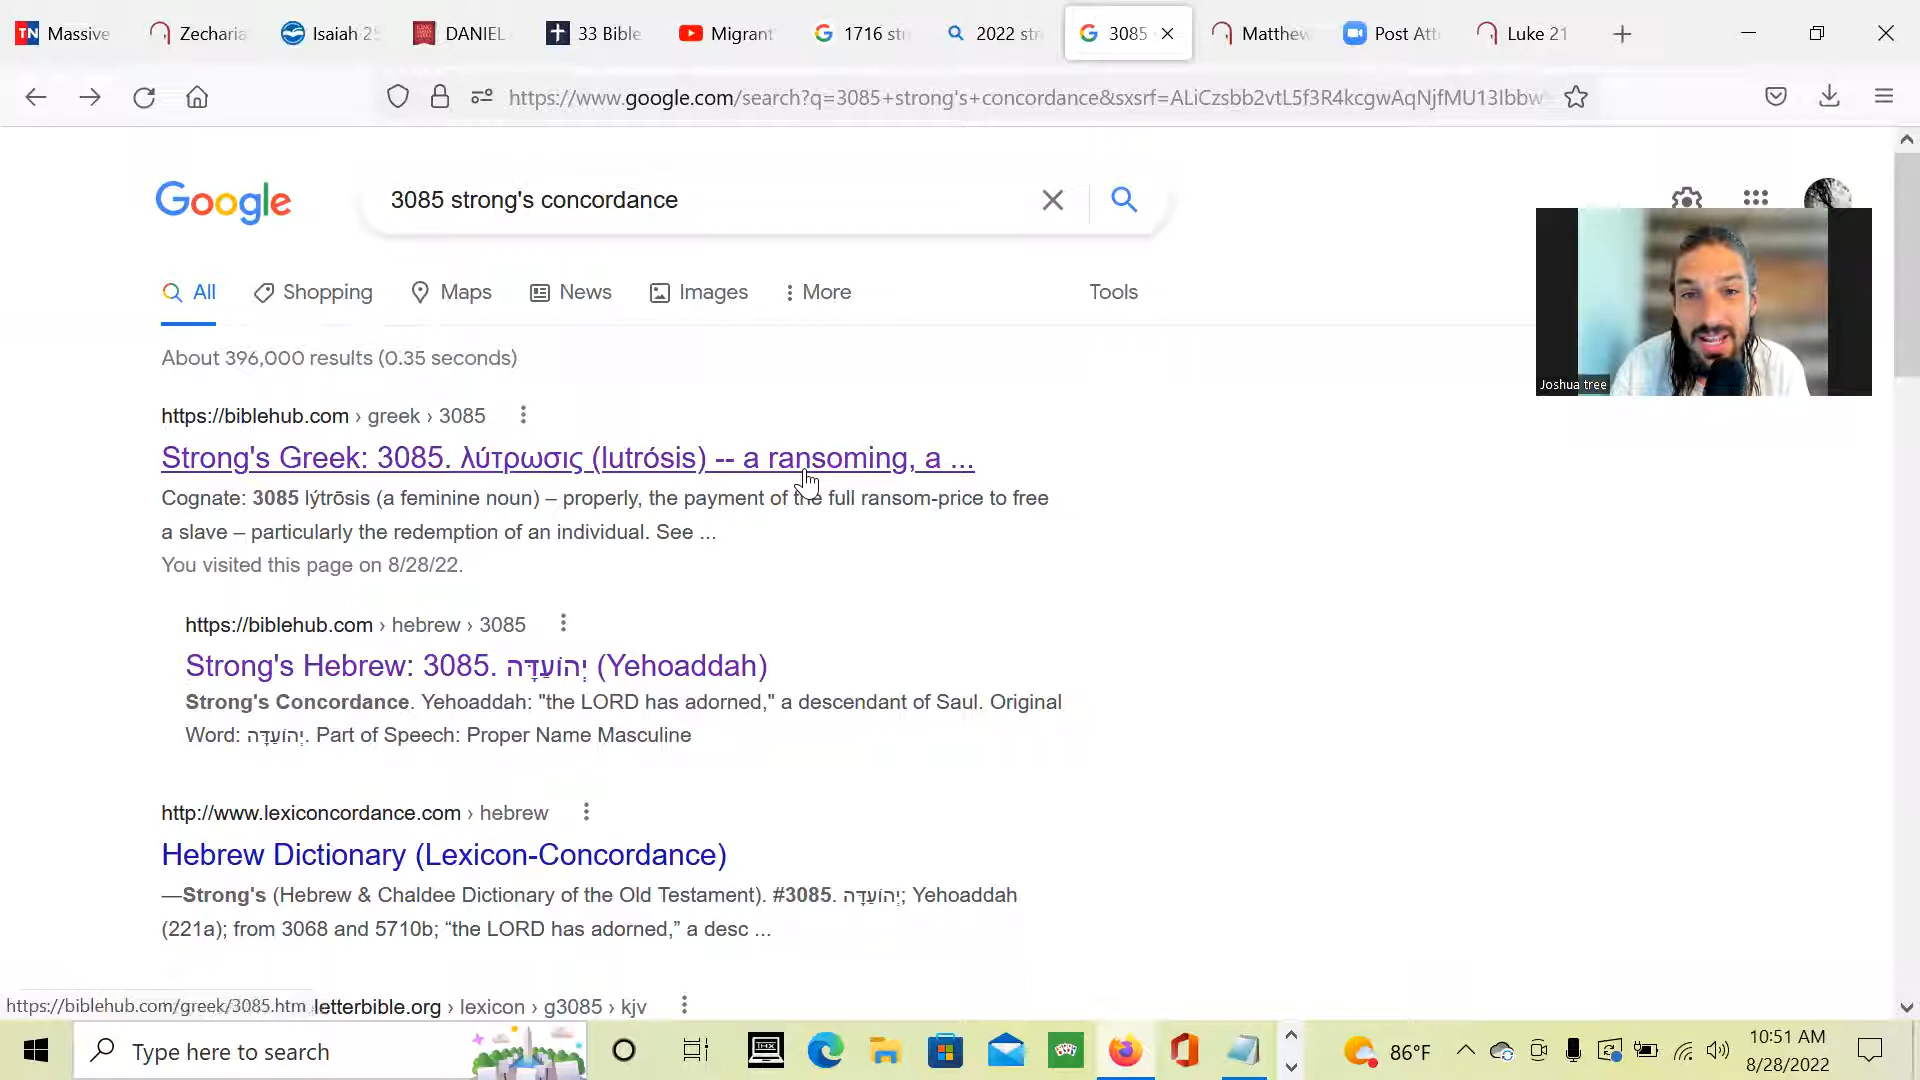 TN Massive
Zecharia
Isaiah 25
DANIEL
33 Bible
Migrant
1716 str
2022 str
3085
Matthew
Post Att
Luke 21
https://www.google.com/search?q=3085+strong's+concordance&sxsrf=ALiCzsbb2vtL5f3R4kcgwAqNjfMU13Ibbw
Google
3085 strong's concordance
All
Shopping
Maps
News
Images
More
Tools
About 396,000 results (0.35 seconds)
https://biblehub.com › greek › 3085
Strong's Greek: 3085. λύτρωσις (lutrósis) -- a ransoming, a ...
Cognate: 3085 lýtrōsis (a feminine noun) – properly, the payment of the full ransom-price to free
a slave – particularly the redemption of an individual. See ...
You visited this page on 8/28/22.
Joshua tree
https://biblehub.com › hebrew › 3085
Strong's Hebrew: 3085. יְהוֹעַדָּה (Yehoaddah)
Strong's Concordance. Yehoaddah: "the LORD has adorned," a descendant of Saul. Original
Word: יְהוֹעַדָּה. Part of Speech: Proper Name Masculine
http://www.lexiconcordance.com › hebrew
Hebrew Dictionary (Lexicon-Concordance)
—Strong's (Hebrew & Chaldee Dictionary of the Old Testament). #3085. יְהוֹעַדָּה; Yehoaddah
(221a); from 3068 and 5710b; “the LORD has adorned,” a desc ...
https://biblehub.com/greek/3085.htm
letterbible.org › lexicon › g3085 › kjv
Type here to search
THX
86°F
10:51 AM
8/28/2022